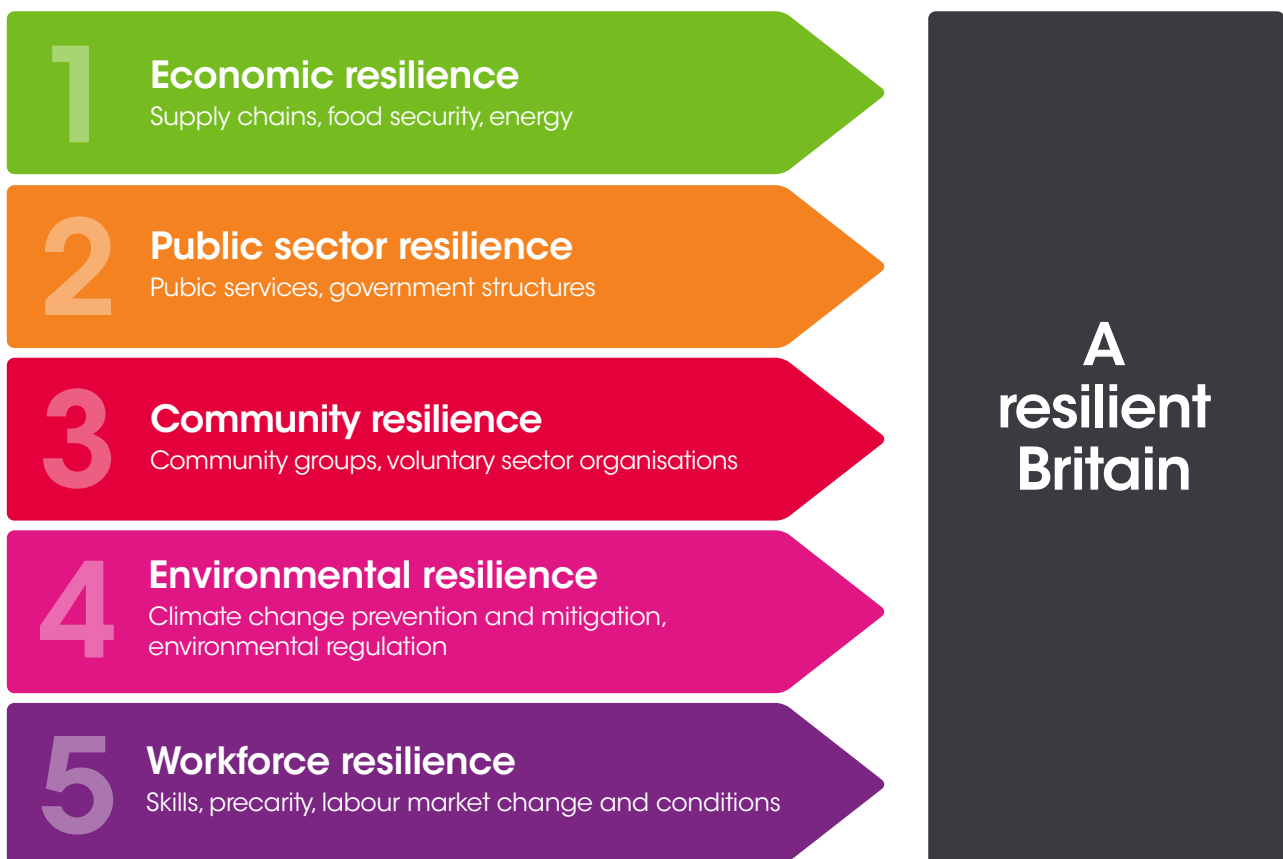 1
Economic resilience
Supply chains, food security, energy
2
Public sector resilience
Pubic services, government structures
3
Community resilience
Community groups, voluntary sector organisations
4
Environmental resilience
Climate change prevention and mitigation,
environmental regulation
5
Workforce resilience
Skills, precarity, labour market change and conditions
A
resilient
Britain